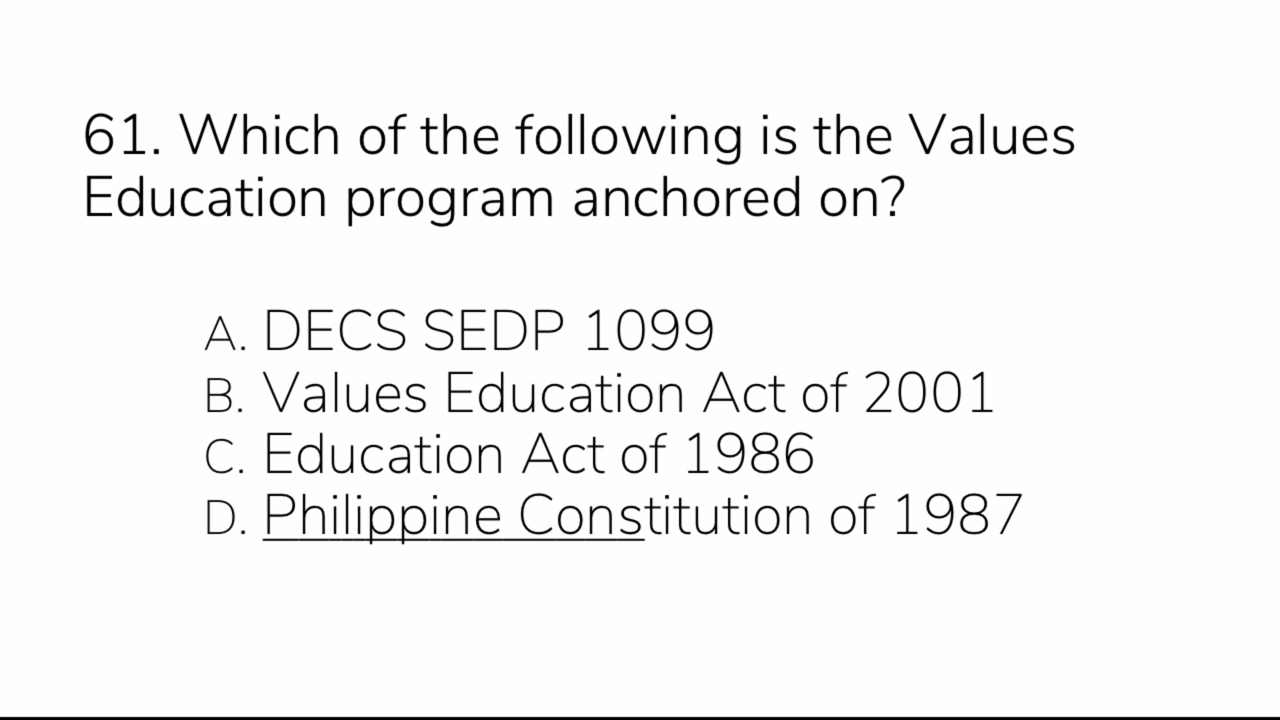 61. Which of the following is the Values
Education program anchored on?
A. DECS SEDP 1099
B. Values Education Act of 2001
C. Education Act of 1986
D. Philippine Constitution of 1987